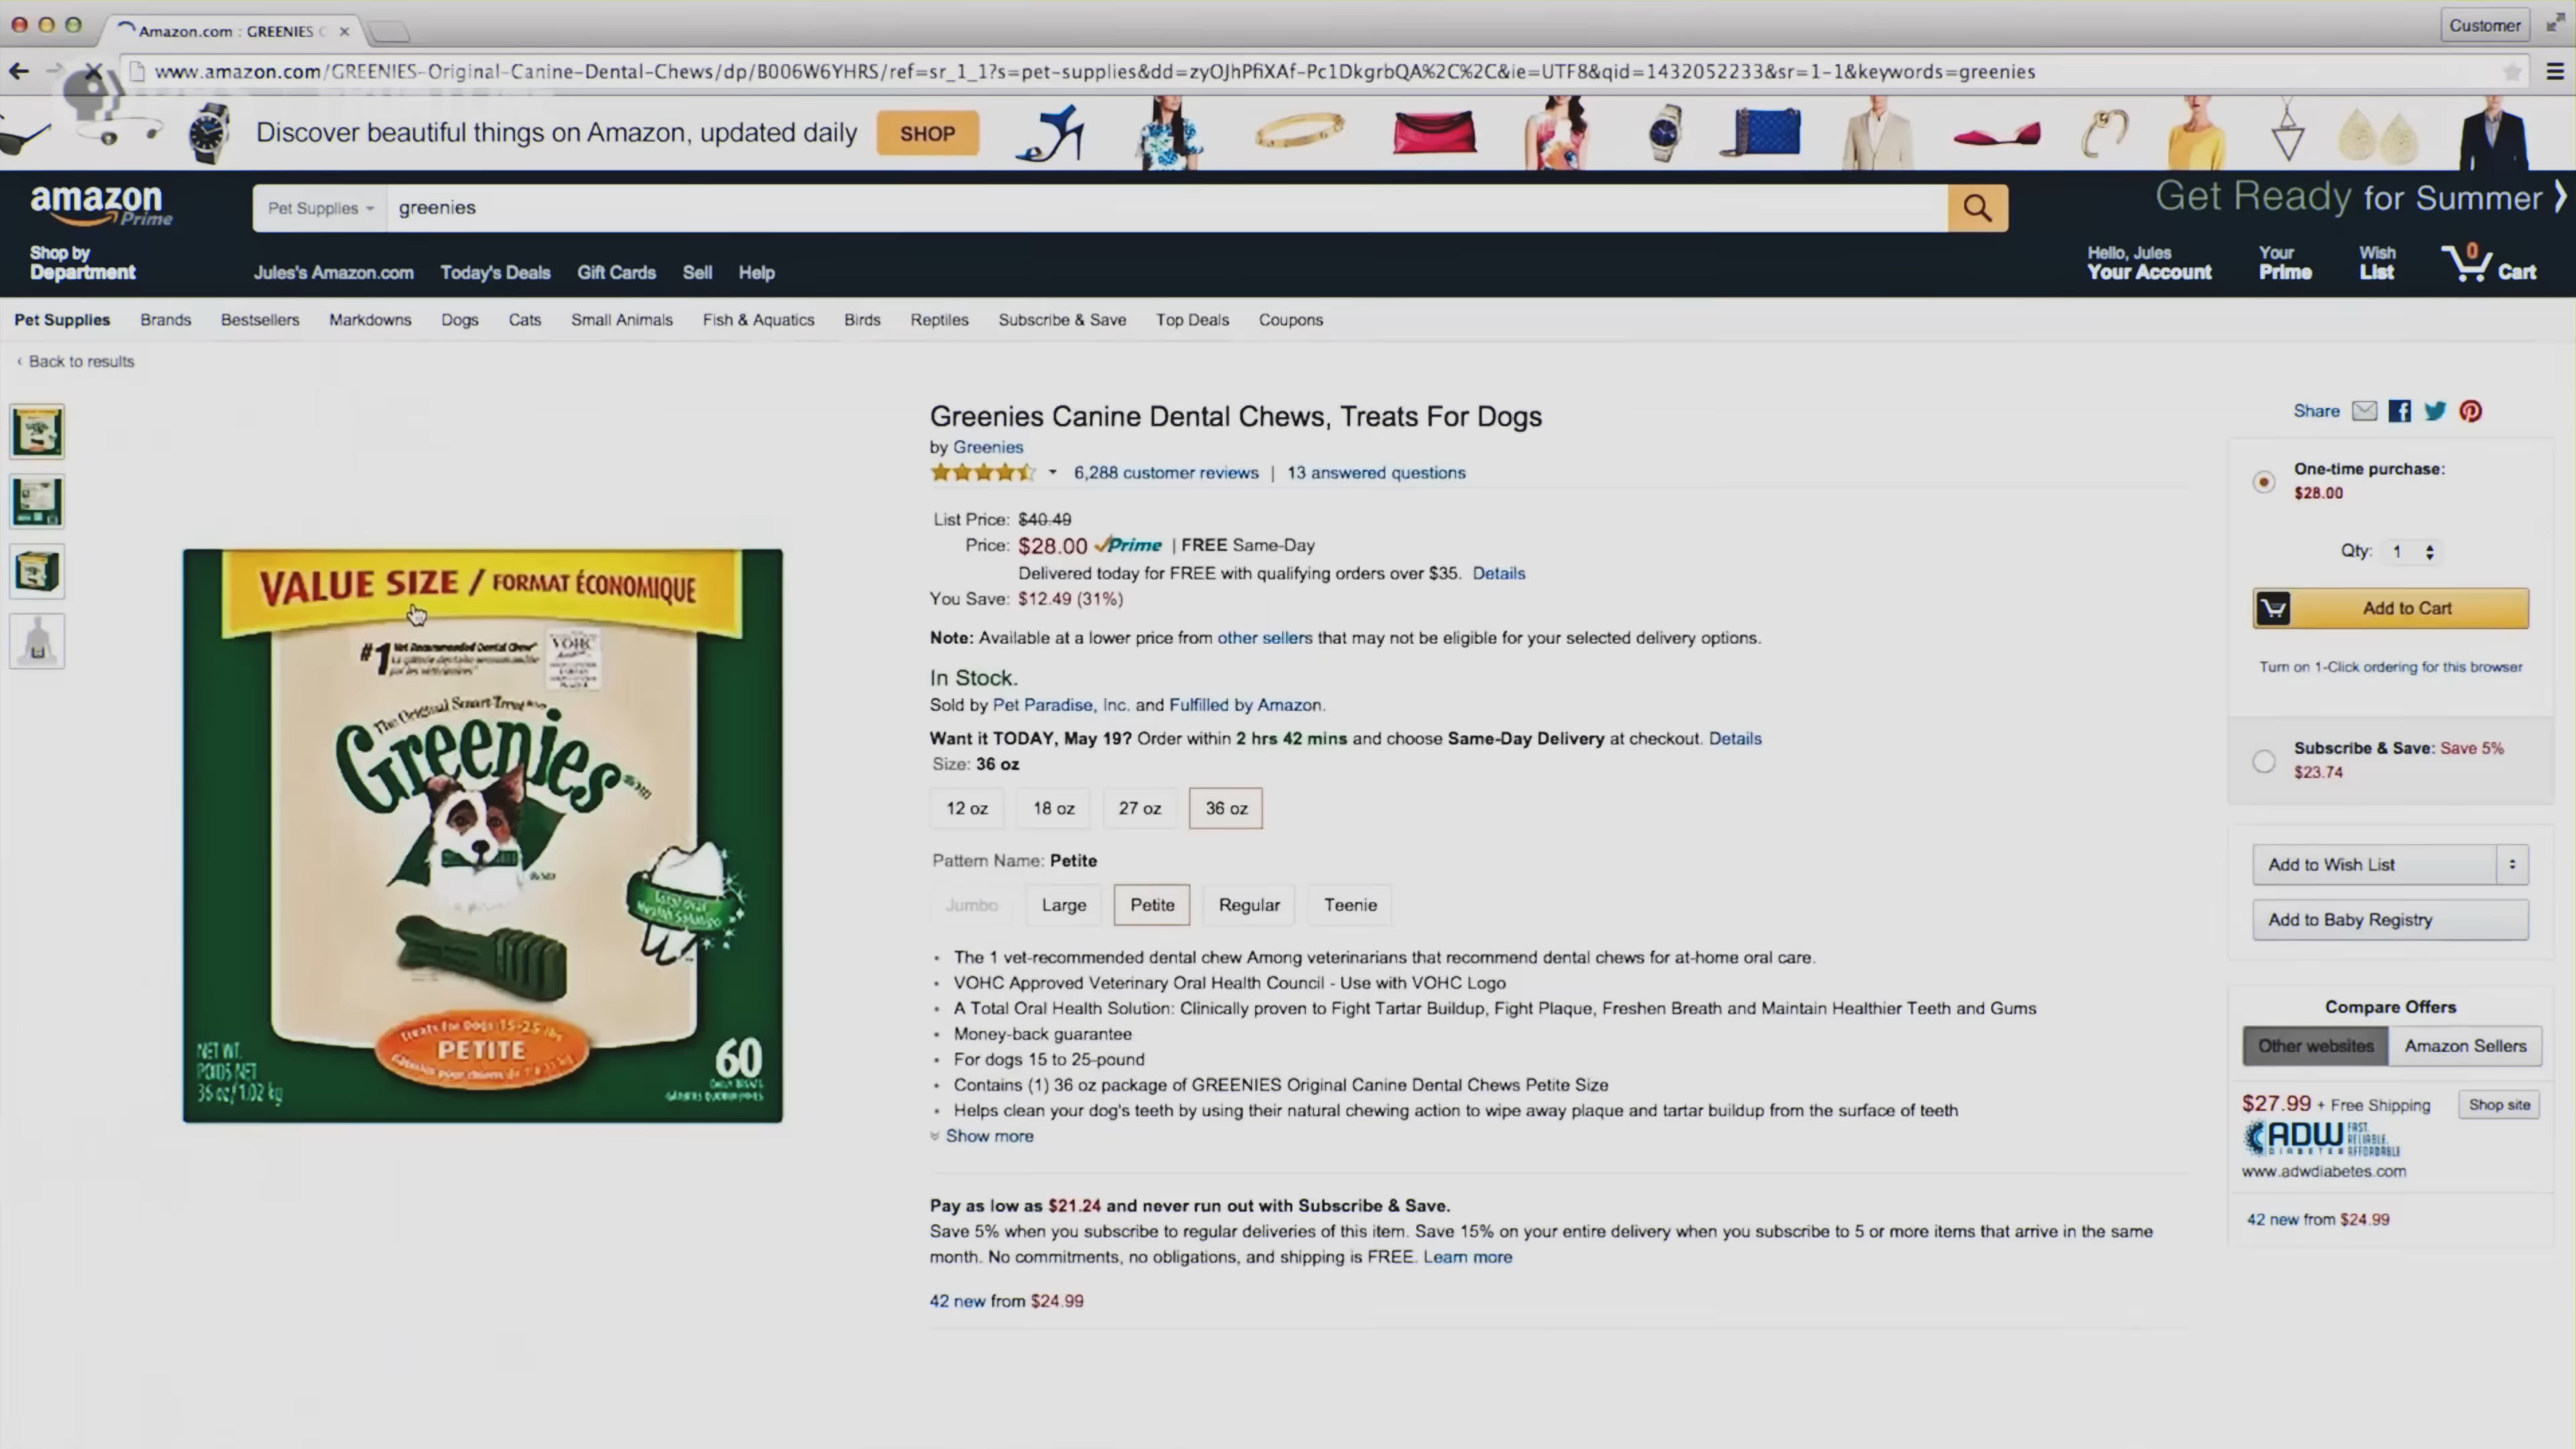 Amazon.com : GREENIES
Customer
www.amazon.com/GREENIES-Original-Canine-Dental-Chews/dp/B006W6YHRS/ref=sr_1_1?s=pet-supplies&dd=zyOJhPfiXAf-Pc1DkgrbQA%2C%2C&ie=UTF8&qid=1432052233&sr=1-1&keywords=greenies
Discover beautiful things on Amazon, updated daily
SHOP
amazon
Prime
Pet Supplies
greenies
Get Ready for Summer
Shop by
Department
Jules's Amazon.com Today's Deals Gift Cards Sell Help
Hello, Jules
Your Account
Your
Prime
Wish
List
0
Cart
Pet Supplies Brands Bestsellers Markdowns Dogs Cats Small Animals Fish & Aquatics Birds Reptiles Subscribe & Save Top Deals Coupons
‹ Back to results
VALUE SIZE / FORMAT ÉCONOMIQUE
#1 Vet Recommended Dental Chew
VOHC
The Original Smart-Treat
Greenies
Treats for Dogs 15-25 lbs
PETITE
NET WT.
POIDS NET
36 oz/1.02 kg
60
Greenies Canine Dental Chews, Treats For Dogs
by Greenies
6,288 customer reviews | 13 answered questions
List Price: $40.49
Price: $28.00 Prime | FREE Same-Day
Delivered today for FREE with qualifying orders over $35. Details
You Save: $12.49 (31%)
Note: Available at a lower price from other sellers that may not be eligible for your selected delivery options.
In Stock.
Sold by Pet Paradise, Inc. and Fulfilled by Amazon.
Want it TODAY, May 19? Order within 2 hrs 42 mins and choose Same-Day Delivery at checkout. Details
Size: 36 oz
12 oz 18 oz 27 oz 36 oz
Pattern Name: Petite
Jumbo Large Petite Regular Teenie
• The 1 vet-recommended dental chew Among veterinarians that recommend dental chews for at-home oral care.
• VOHC Approved Veterinary Oral Health Council - Use with VOHC Logo
• A Total Oral Health Solution: Clinically proven to Fight Tartar Buildup, Fight Plaque, Freshen Breath and Maintain Healthier Teeth and Gums
• Money-back guarantee
• For dogs 15 to 25-pound
• Contains (1) 36 oz package of GREENIES Original Canine Dental Chews Petite Size
• Helps clean your dog's teeth by using their natural chewing action to wipe away plaque and tartar buildup from the surface of teeth
Show more
Pay as low as $21.24 and never run out with Subscribe & Save.
Save 5% when you subscribe to regular deliveries of this item. Save 15% on your entire delivery when you subscribe to 5 or more items that arrive in the same
month. No commitments, no obligations, and shipping is FREE. Learn more
42 new from $24.99
Share
One-time purchase:
$28.00
Qty: 1
Add to Cart
Turn on 1-Click ordering for this browser
Subscribe & Save: Save 5%
$23.74
Add to Wish List
Add to Baby Registry
Compare Offers
Other websites Amazon Sellers
$27.99 + Free Shipping
Shop site
ADW
DIABETES
FAST.
RELIABLE.
AFFORDABLE
www.adwdiabetes.com
42 new from $24.99